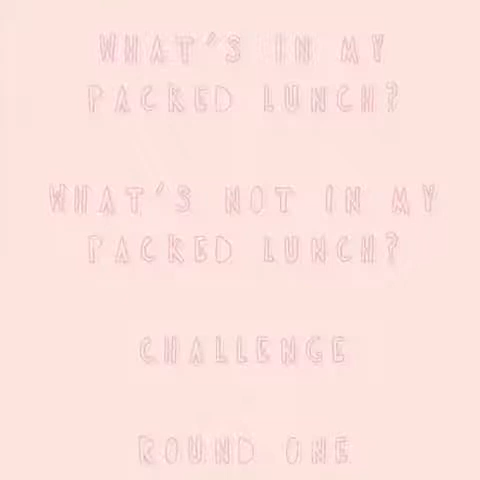 WHAT'S IN MY
PACKED LUNCH?
WHAT'S NOT IN MY
PACKED LUNCH?
CHALLENGE
ROUND ONE